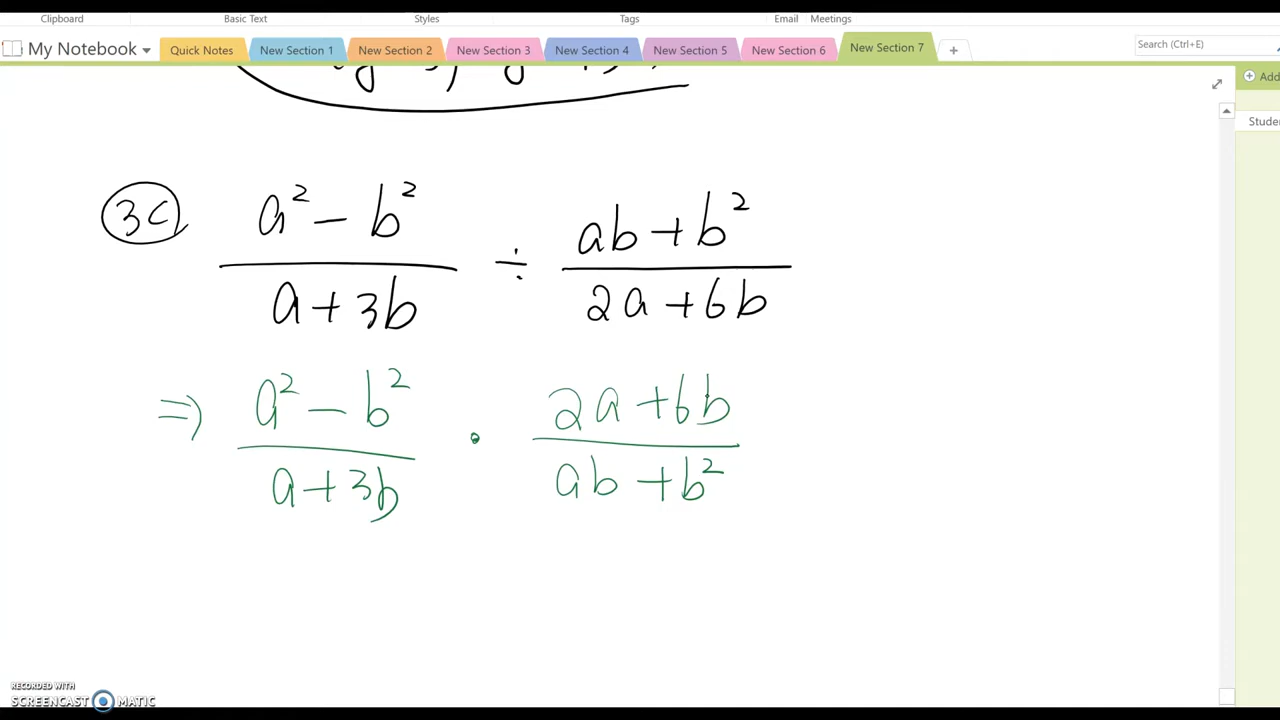 Clipboard Basic Text Styles Tags Email Meetings
My Notebook Quick Notes New Section 1 New Section 2 New Section 3 New Section 4 New Section 5 New Section 6 New Section 7 + Search (Ctrl+E)
Add
Studen
3c a² − b² / a + 3b ÷ ab + b² / 2a + 6b
⇒ a² − b² / a + 3b · 2a + 6b / ab + b²
RECORDED WITH
SCREENCAST MATIC